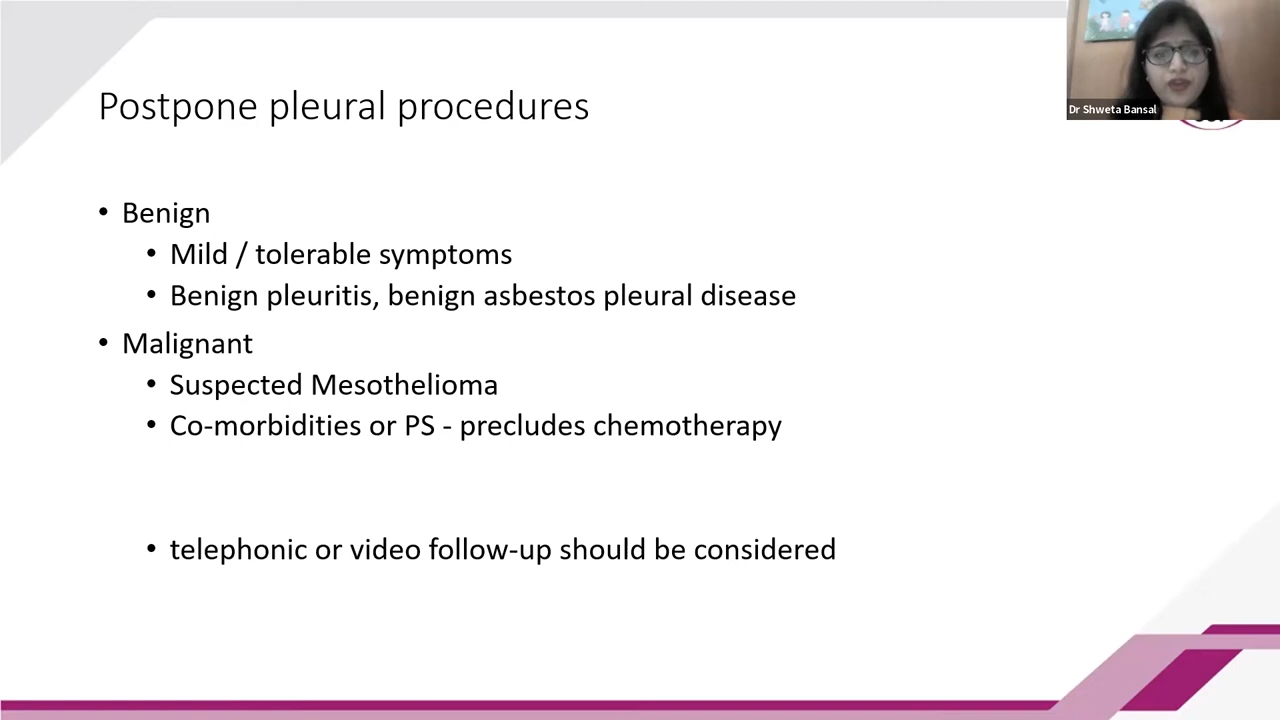 Dr Shweta Bansal
Postpone pleural procedures
• Benign
• Mild / tolerable symptoms
• Benign pleuritis, benign asbestos pleural disease
• Malignant
• Suspected Mesothelioma
• Co-morbidities or PS - precludes chemotherapy
• telephonic or video follow-up should be considered